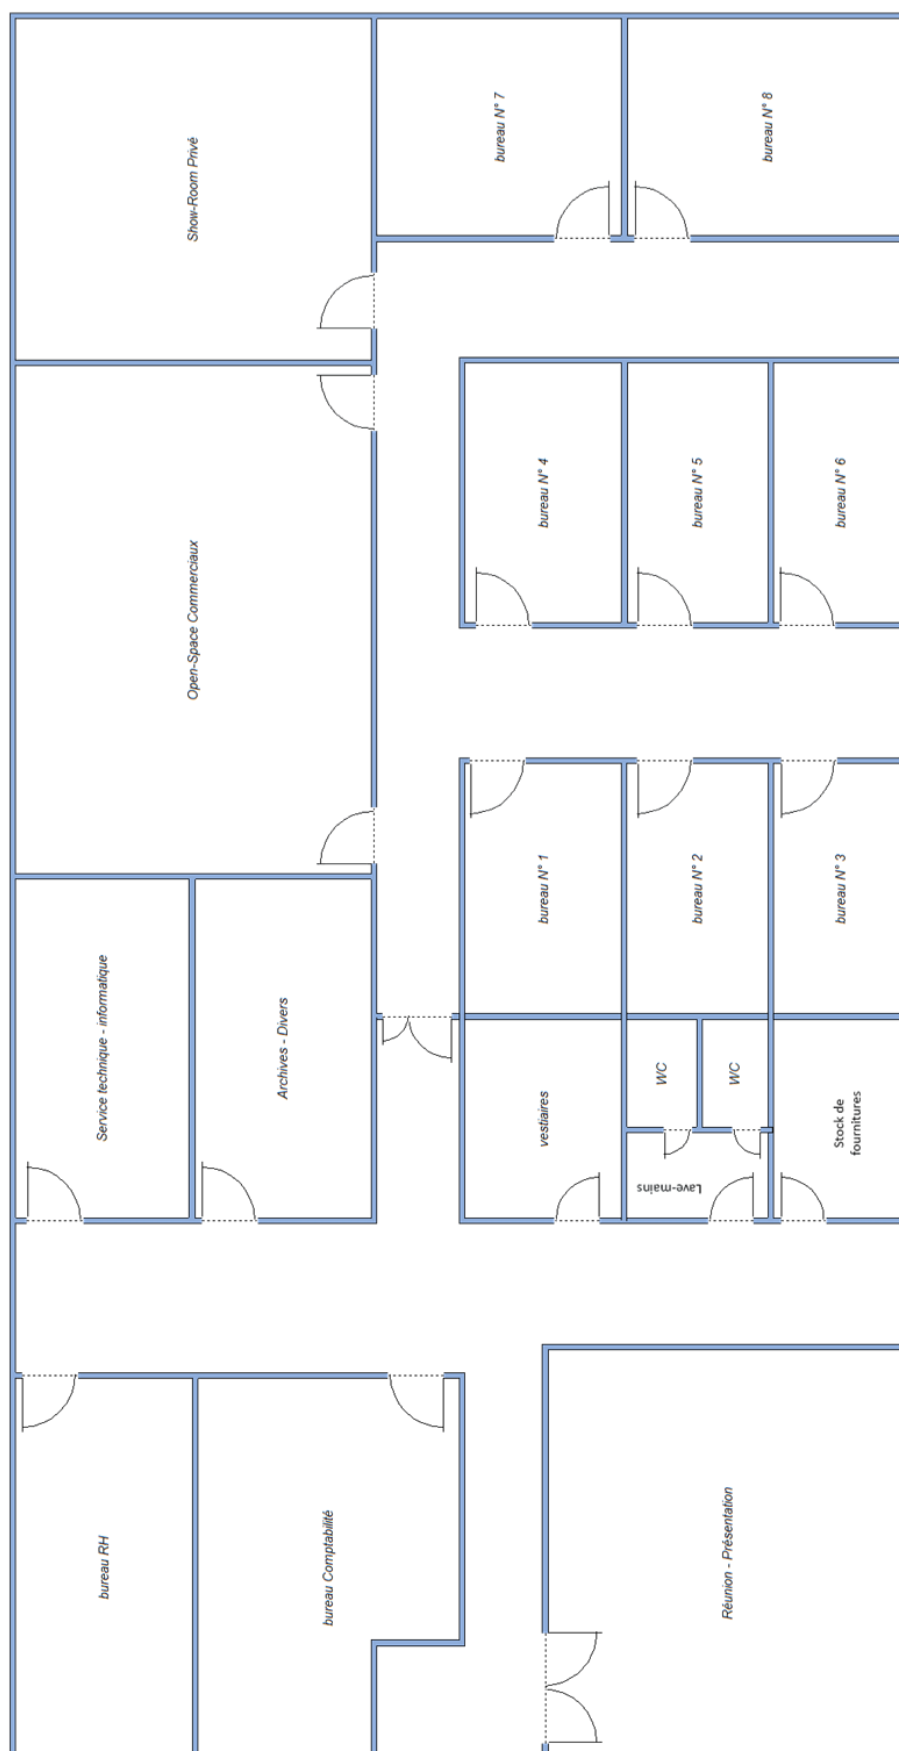 Show-Room Privé
bureau N° 7
bureau N° 8
Open-Space Commerciaux
bureau N° 4
bureau N° 5
bureau N° 6
bureau N° 1
bureau N° 2
bureau N° 3
Service technique - informatique
Archives - Divers
vestiaires
WC
WC
Stock de
fournitures
Lave-mains
bureau RH
bureau Comptabilité
Réunion - Présentation